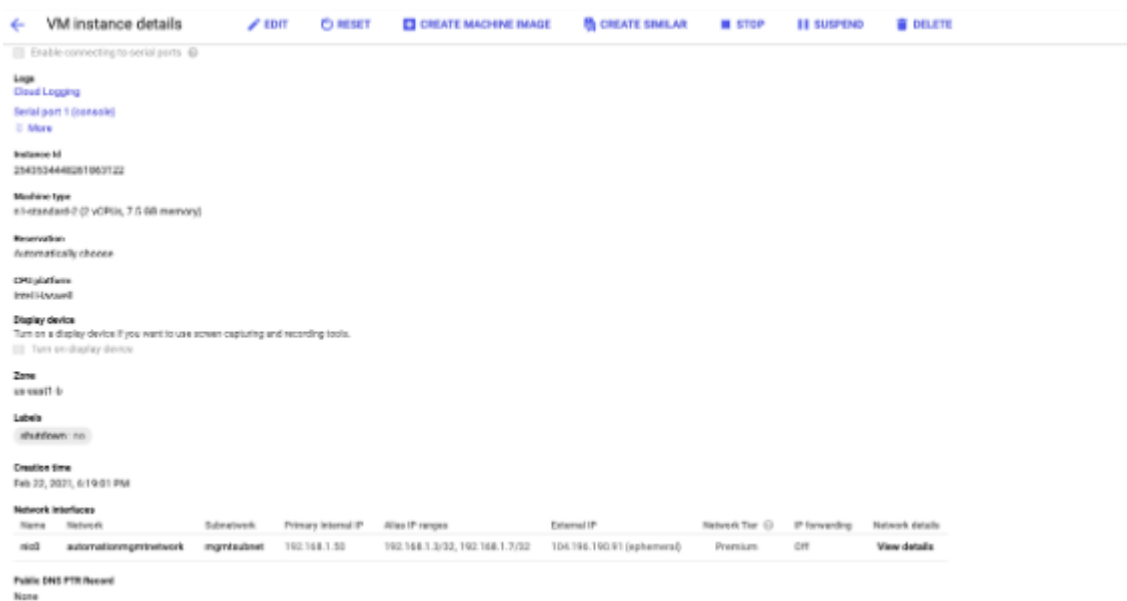 VM instance details EDIT RESET CREATE MACHINE IMAGE CREATE SIMILAR STOP SUSPEND DELETE
Enable connecting to serial ports
Logs
Cloud Logging
Serial port 1 (console)
More
Instance Id
Machine type
n1-standard-2 (2 vCPUs, 7.5 GB memory)
Reservation
Automatically choose
CPU platform
Intel Haswell
Display device
Turn on a display device if you want to use screen capturing and recording tools.
Turn on display device
Zone
us-east1-b
Labels
shutdown : no
Creation time
Feb 22, 2021, 6:19:01 PM
Network interfaces
Name Network Subnetwork Primary internal IP Alias IP ranges External IP Network Tier IP forwarding Network details
nic0 automationmgmtnetwork mgmtsubnet 192.168.1.50 192.168.1.3/32, 192.168.1.7/32 104.196.190.91 (ephemeral) Premium Off View details
Public DNS PTR Record
None